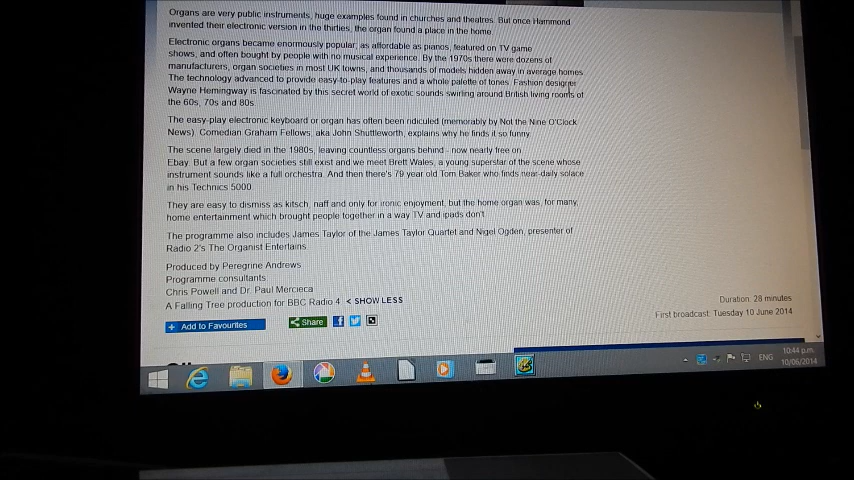 Organs are very public instruments, huge examples found in churches and theatres. But once Hammond
invented their electronic version in the thirties, the organ found a place in the home.
Electronic organs became enormously popular, as affordable as pianos, featured on TV game
shows, and often bought by people with no musical experience. By the 1970s there were dozens of
manufacturers, organ societies in most UK towns, and thousands of models hidden away in average homes.
The technology advanced to provide easy-to-play features and a whole palette of tones. Fashion designer
Wayne Hemingway is fascinated by this secret world of exotic sounds swirling around British living rooms of
the 60s, 70s and 80s.
The easy-play electronic keyboard or organ has often been ridiculed (memorably by Not the Nine O'Clock
News). Comedian Graham Fellows, aka John Shuttleworth, explains why he finds it so funny.
The scene largely died in the 1980s, leaving countless organs behind - now nearly free on
Ebay. But a few organ societies still exist and we meet Brett Wales, a young superstar of the scene whose
instrument sounds like a full orchestra. And then there's 79 year old Tom Baker who finds near-daily solace
in his Technics 5000.
They are easy to dismiss as kitsch, naff and only for ironic enjoyment, but the home organ was, for many,
home entertainment which brought people together in a way TV and ipads don't.
The programme also includes James Taylor of the James Taylor Quartet and Nigel Ogden, presenter of
Radio 2's The Organist Entertains.
Produced by Peregrine Andrews
Programme consultants
Chris Powell and Dr. Paul Mercieca
A Falling Tree production for BBC Radio 4. < SHOW LESS
Duration: 28 minutes
First broadcast: Tuesday 10 June 2014
+ Add to Favourites
Share
10:44 p.m.
ENG
10/06/2014